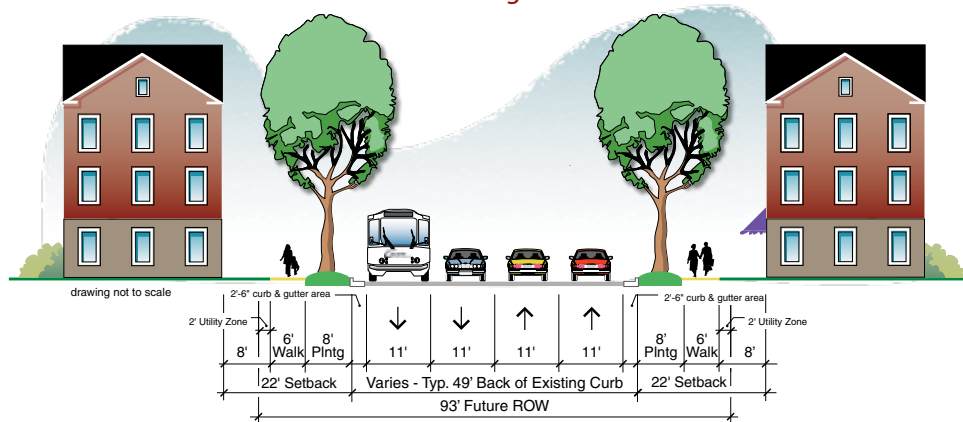 drawing not to scale
2'-6" curb & gutter area
2'-6" curb & gutter area
2' Utility Zone
2' Utility Zone
8'
6'
Walk
8'
Plntg
11'
11'
11'
11'
8'
Plntg
6'
Walk
8'
22' Setback
Varies - Typ. 49' Back of Existing Curb
22' Setback
93' Future ROW